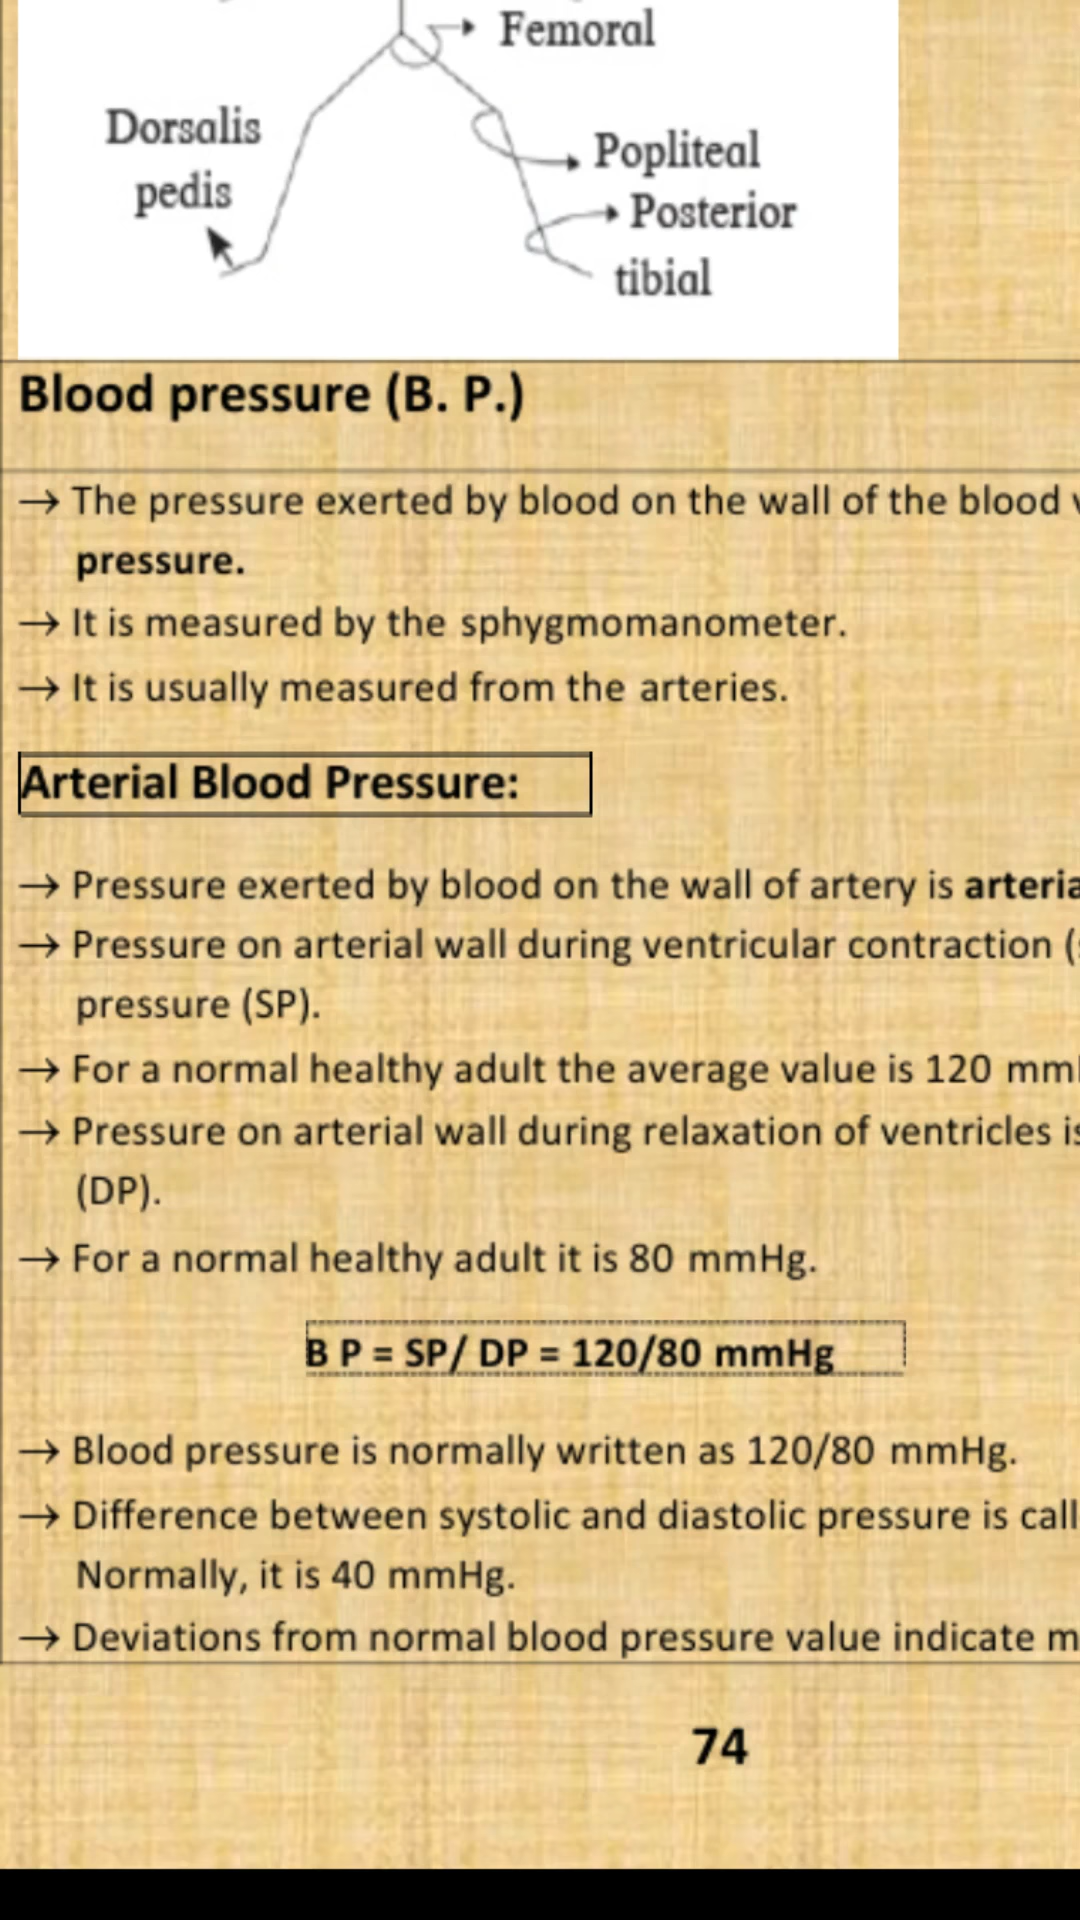 Femoral
Dorsalis
pedis
Popliteal
Posterior
tibial
Blood pressure (B. P.)
→ The pressure exerted by blood on the wall of the blood
pressure.
→ It is measured by the sphygmomanometer.
→ It is usually measured from the arteries.
Arterial Blood Pressure:
→ Pressure exerted by blood on the wall of artery is arteria
→ Pressure on arterial wall during ventricular contraction (
pressure (SP).
→ For a normal healthy adult the average value is 120 mm
→ Pressure on arterial wall during relaxation of ventricles is
(DP).
→ For a normal healthy adult it is 80 mmHg.
B P = SP/ DP = 120/80 mmHg
→ Blood pressure is normally written as 120/80 mmHg.
→ Difference between systolic and diastolic pressure is call
Normally, it is 40 mmHg.
→ Deviations from normal blood pressure value indicate m
74